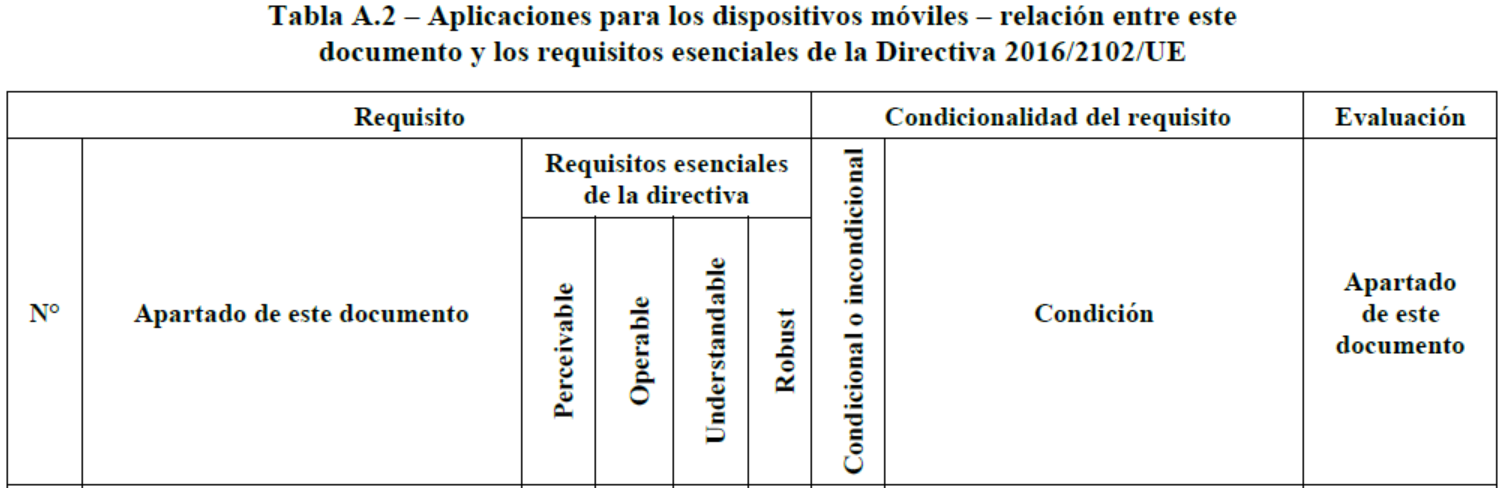 Tabla A.2 – Aplicaciones para los dispositivos móviles – relación entre este
documento y los requisitos esenciales de la Directiva 2016/2102/UE
Requisito
Condicionalidad del requisito
Evaluación
N°
Apartado de este documento
Requisitos esenciales
de la directiva
Perceivable
Operable
Understandable
Robust
Condicional o incondicional
Condición
Apartado
de este
documento